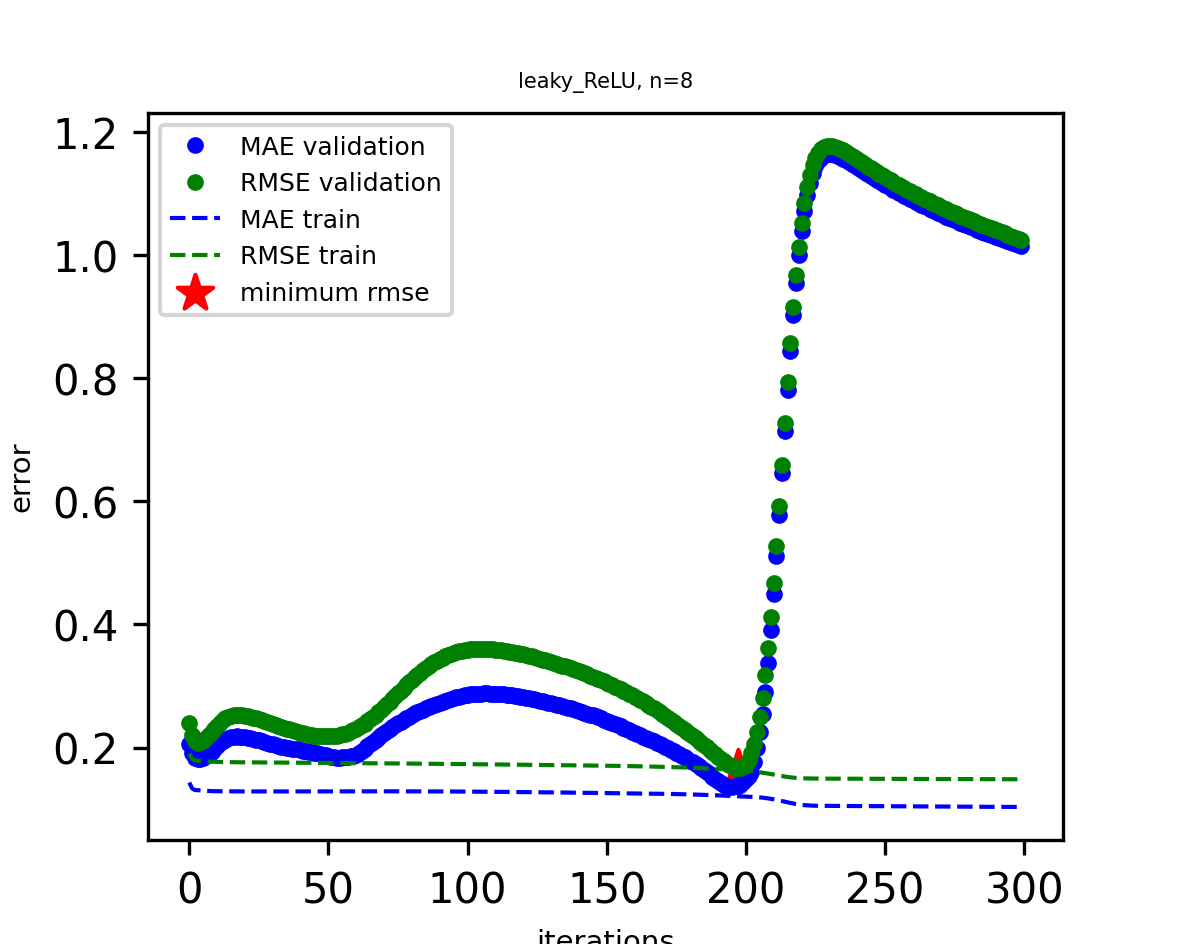 leaky_ReLU, n=8
MAE validation
RMSE validation
MAE train
RMSE train
minimum rmse
error
1.2
1.0
0.8
0.6
0.4
0.2
0 50 100 150 200 250 300
iterations